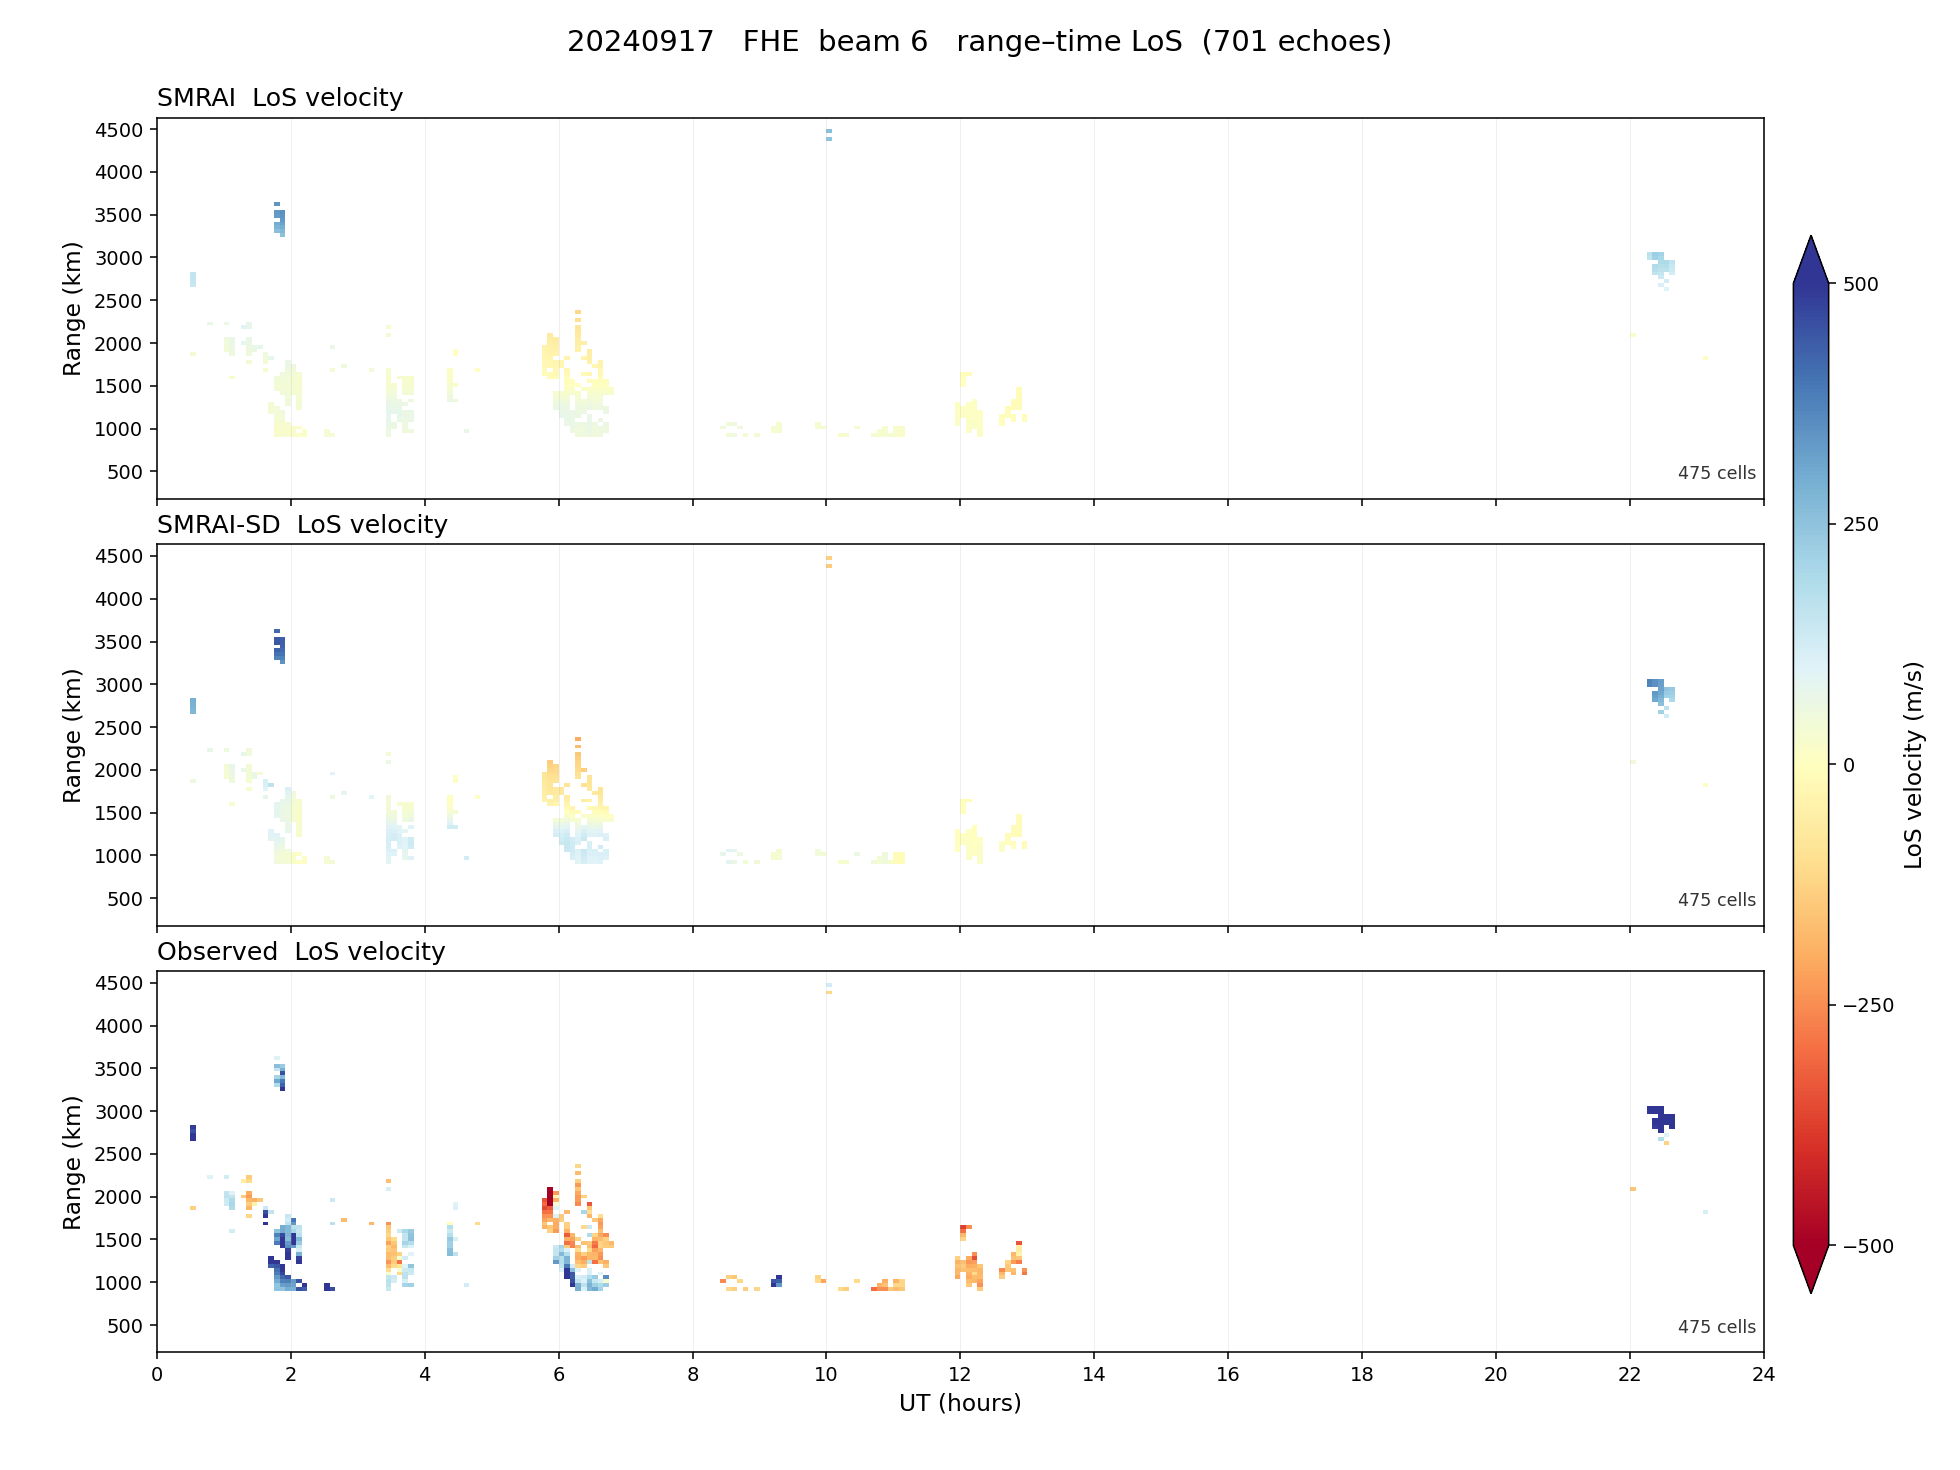 20240917   FHE  beam 6   range–time LoS  (701 echoes)
SMRAI  LoS velocity
4500
4000
3500
3000
2500
2000
1500
1000
500
Range (km)
475 cells
SMRAI-SD  LoS velocity
4500
4000
3500
3000
2500
2000
1500
1000
500
Range (km)
475 cells
Observed  LoS velocity
4500
4000
3500
3000
2500
2000
1500
1000
500
Range (km)
475 cells
0 2 4 6 8 10 12 14 16 18 20 22 24
UT (hours)
500
250
0
−250
−500
LoS velocity (m/s)